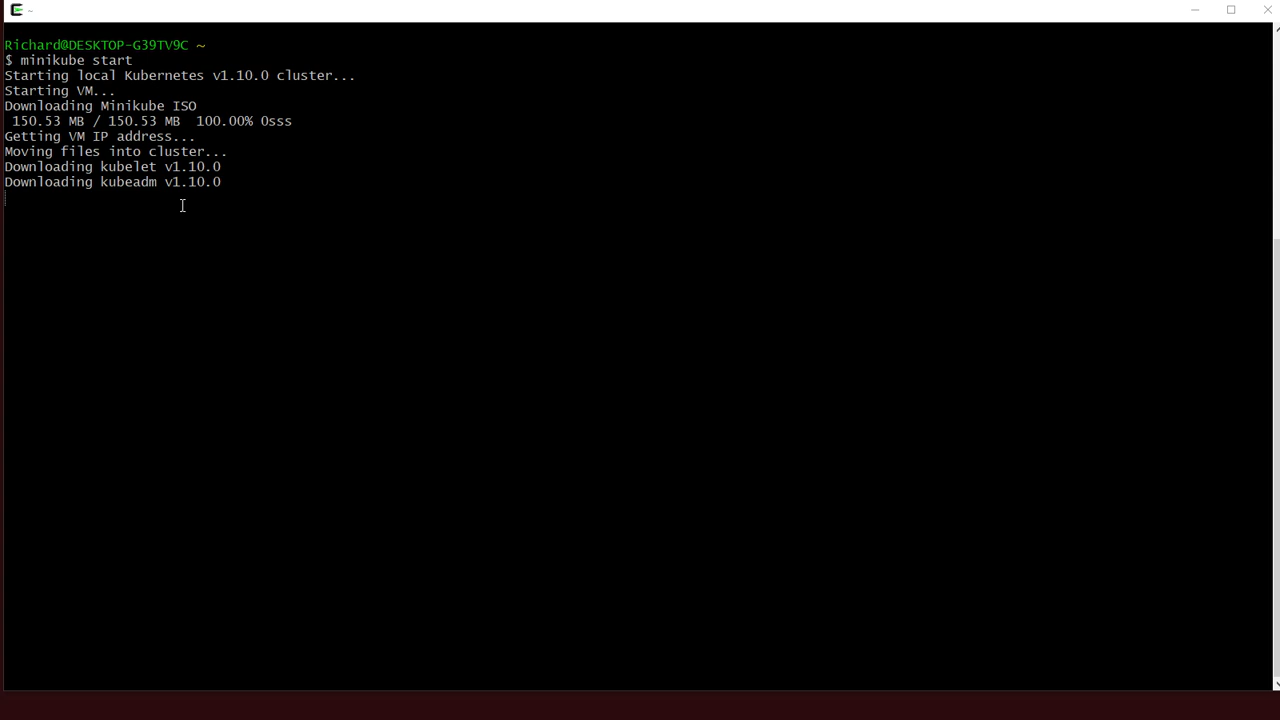 ~
Richard@DESKTOP-G39TV9C ~
$ minikube start
Starting local Kubernetes v1.10.0 cluster...
Starting VM...
Downloading Minikube ISO
 150.53 MB / 150.53 MB  100.00% 0sss
Getting VM IP address...
Moving files into cluster...
Downloading kubelet v1.10.0
Downloading kubeadm v1.10.0